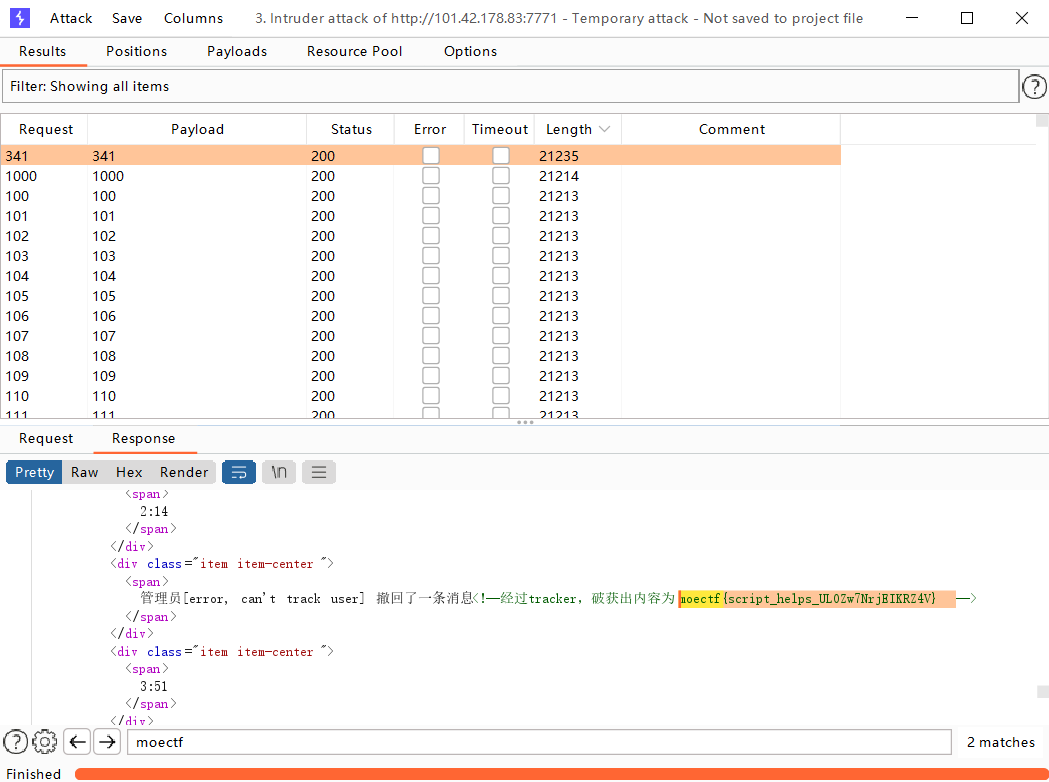 Attack Save Columns 3. Intruder attack of http://101.42.178.83:7771 - Temporary attack - Not saved to project file
Results Positions Payloads Resource Pool Options
Filter: Showing all items
?
Request Payload Status Error Timeout Length Comment
341 341 200 21235
1000 1000 200 21214
100 100 200 21213
101 101 200 21213
102 102 200 21213
103 103 200 21213
104 104 200 21213
105 105 200 21213
106 106 200 21213
107 107 200 21213
108 108 200 21213
109 109 200 21213
110 110 200 21213
111 111 200 21213
Request Response
Pretty Raw Hex Render \n
<span>
2:14
</span>
</div>
<div class="item item-center ">
<span>
管理员[error, can't track user] 撤回了一条消息<!—经过tracker，破获出内容为 moectf{script_helps_UL0Zw7NrjEIKRZ4V} —>
</span>
</div>
<div class="item item-center ">
<span>
3:51
</span>
</div>
? moectf 2 matches
Finished